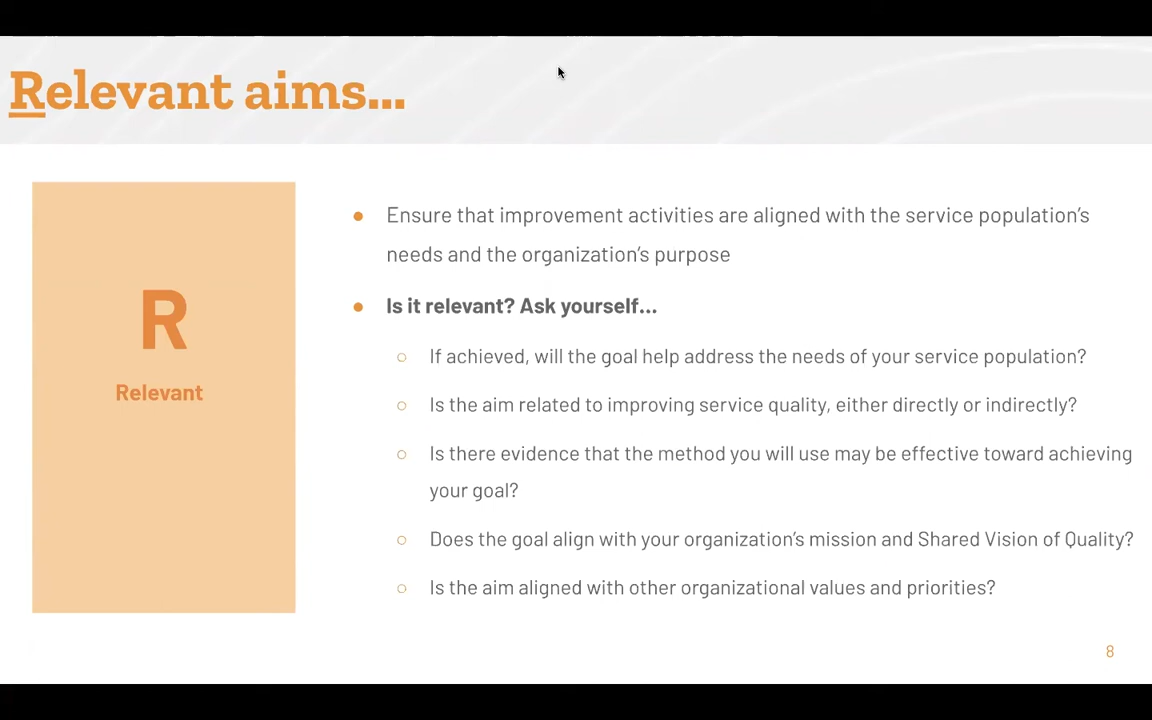 Relevant aims...
R
Relevant
● Ensure that improvement activities are aligned with the service population's
needs and the organization's purpose
● Is it relevant? Ask yourself...
○ If achieved, will the goal help address the needs of your service population?
○ Is the aim related to improving service quality, either directly or indirectly?
○ Is there evidence that the method you will use may be effective toward achieving
your goal?
○ Does the goal align with your organization's mission and Shared Vision of Quality?
○ Is the aim aligned with other organizational values and priorities?
8